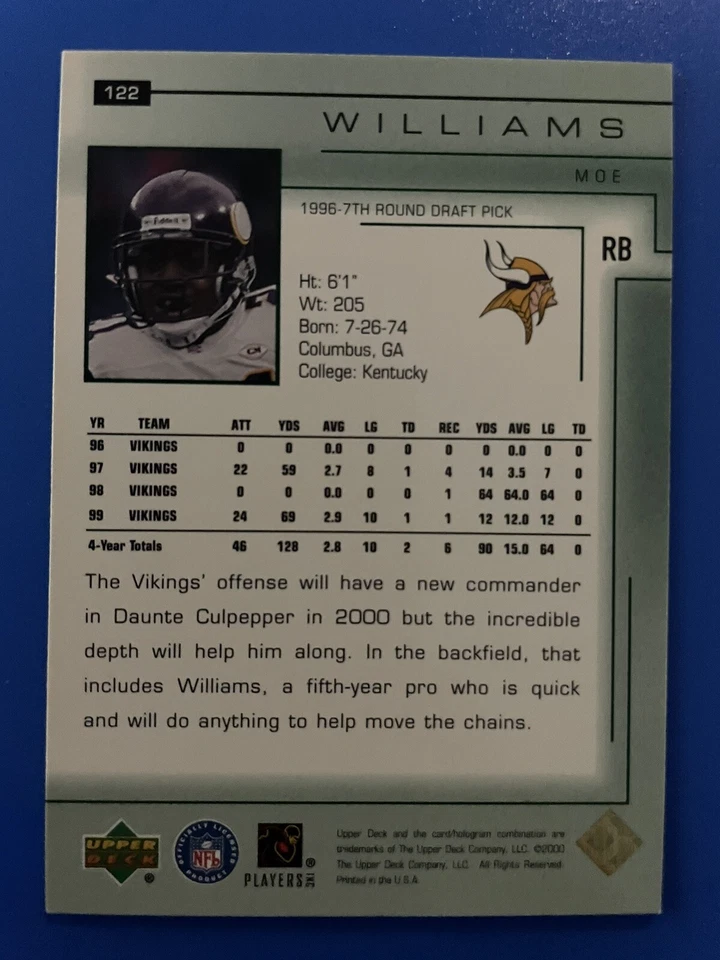 122
WILLIAMS
MOE
1996-7TH ROUND DRAFT PICK
RB
Riddell
Ht: 6'1"
Wt: 205
Born: 7-26-74
Columbus, GA
College: Kentucky
YR TEAM ATT YDS AVG LG TD REC YDS AVG LG TD
96 VIKINGS 0 0 0.0 0 0 0 0 0.0 0 0
97 VIKINGS 22 59 2.7 8 1 4 14 3.5 7 0
98 VIKINGS 0 0 0.0 0 0 1 64 64.0 64 0
99 VIKINGS 24 69 2.9 10 1 1 12 12.0 12 0
4-Year Totals 46 128 2.8 10 2 6 90 15.0 64 0
The Vikings' offense will have a new commander
in Daunte Culpepper in 2000 but the incredible
depth will help him along. In the backfield, that
includes Williams, a fifth-year pro who is quick
and will do anything to help move the chains.
UPPER
DECK
®
OFFICIALLY LICENSED
NFL
PRODUCT
PLAYERS INC ®
Upper Deck and the card/hologram combination are
trademarks of The Upper Deck Company, LLC. ©2000
The Upper Deck Company, LLC. All Rights Reserved.
Printed in the U.S.A.